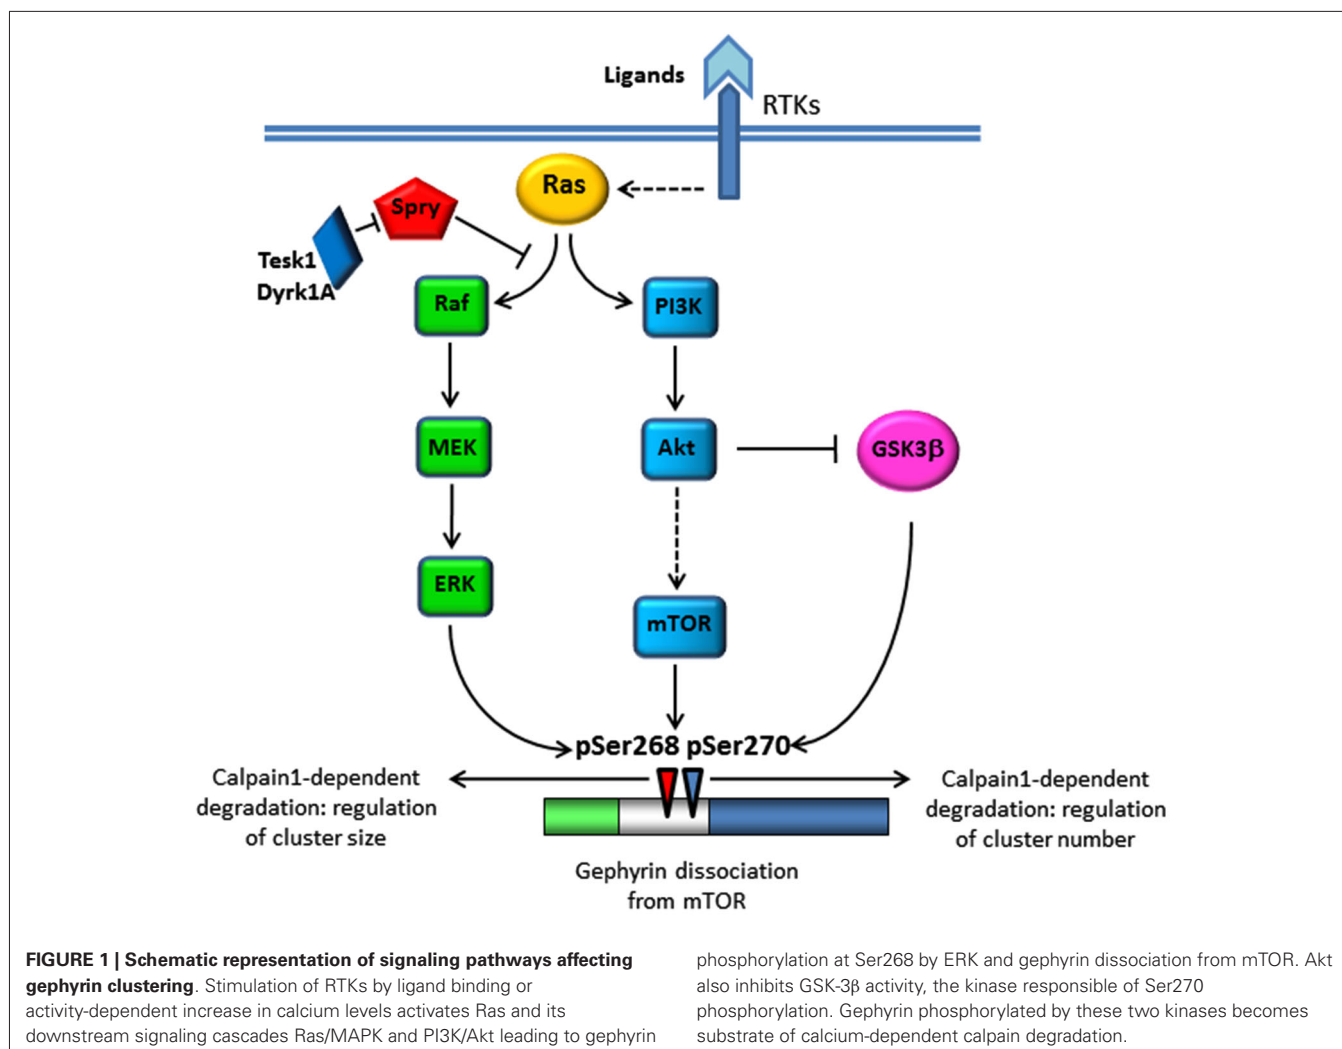 Ligands
RTKs
Ras
Spry
Tesk1
Dyrk1A
Raf
PI3K
MEK
Akt
GSK3β
ERK
mTOR
pSer268 pSer270
Calpain1-dependent
degradation: regulation
of cluster size
Calpain1-dependent
degradation: regulation
of cluster number
Gephyrin dissociation
from mTOR
FIGURE 1 | Schematic representation of signaling pathways affecting
gephyrin clustering. Stimulation of RTKs by ligand binding or
activity-dependent increase in calcium levels activates Ras and its
downstream signaling cascades Ras/MAPK and PI3K/Akt leading to gephyrin
phosphorylation at Ser268 by ERK and gephyrin dissociation from mTOR. Akt
also inhibits GSK-3β activity, the kinase responsible of Ser270
phosphorylation. Gephyrin phosphorylated by these two kinases becomes
substrate of calcium-dependent calpain degradation.